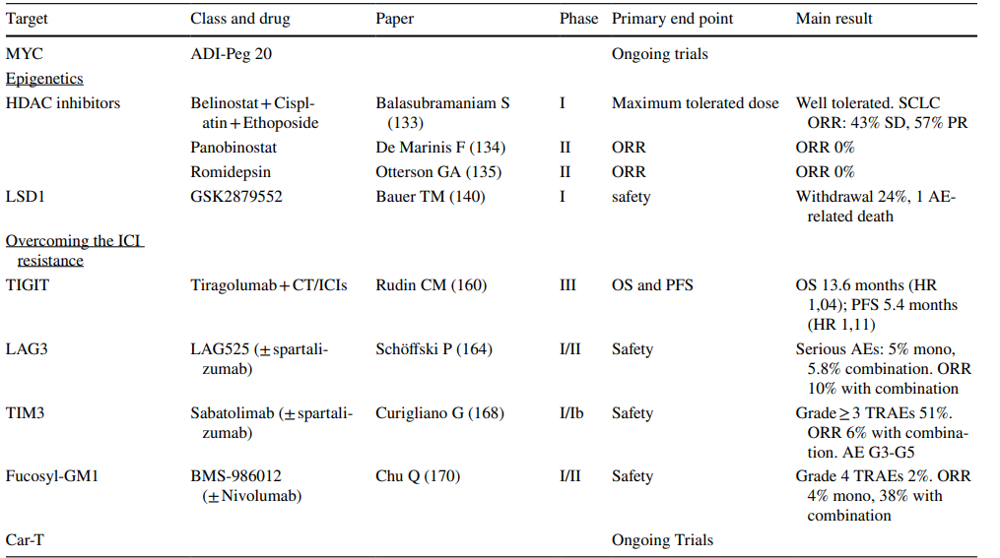 Target Class and drug Paper Phase Primary end point Main result
MYC ADI-Peg 20 Ongoing trials
Epigenetics
HDAC inhibitors Belinostat + Cispl- Balasubramaniam S I Maximum tolerated dose Well tolerated. SCLC
atin + Ethoposide (133) ORR: 43% SD, 57% PR
Panobinostat De Marinis F (134) II ORR ORR 0%
Romidepsin Otterson GA (135) II ORR ORR 0%
LSD1 GSK2879552 Bauer TM (140) I safety Withdrawal 24%, 1 AE-
related death
Overcoming the ICI
resistance
TIGIT Tiragolumab + CT/ICIs Rudin CM (160) III OS and PFS OS 13.6 months (HR
1,04); PFS 5.4 months
(HR 1,11)
LAG3 LAG525 (± spartali- Schöffski P (164) I/II Safety Serious AEs: 5% mono,
zumab) 5.8% combination. ORR
10% with combination
TIM3 Sabatolimab (± spartali- Curigliano G (168) I/Ib Safety Grade ≥ 3 TRAEs 51%.
zumab) ORR 6% with combina-
tion. AE G3-G5
Fucosyl-GM1 BMS-986012 Chu Q (170) I/II Safety Grade 4 TRAEs 2%. ORR
(± Nivolumab) 4% mono, 38% with
combination
Car-T Ongoing Trials